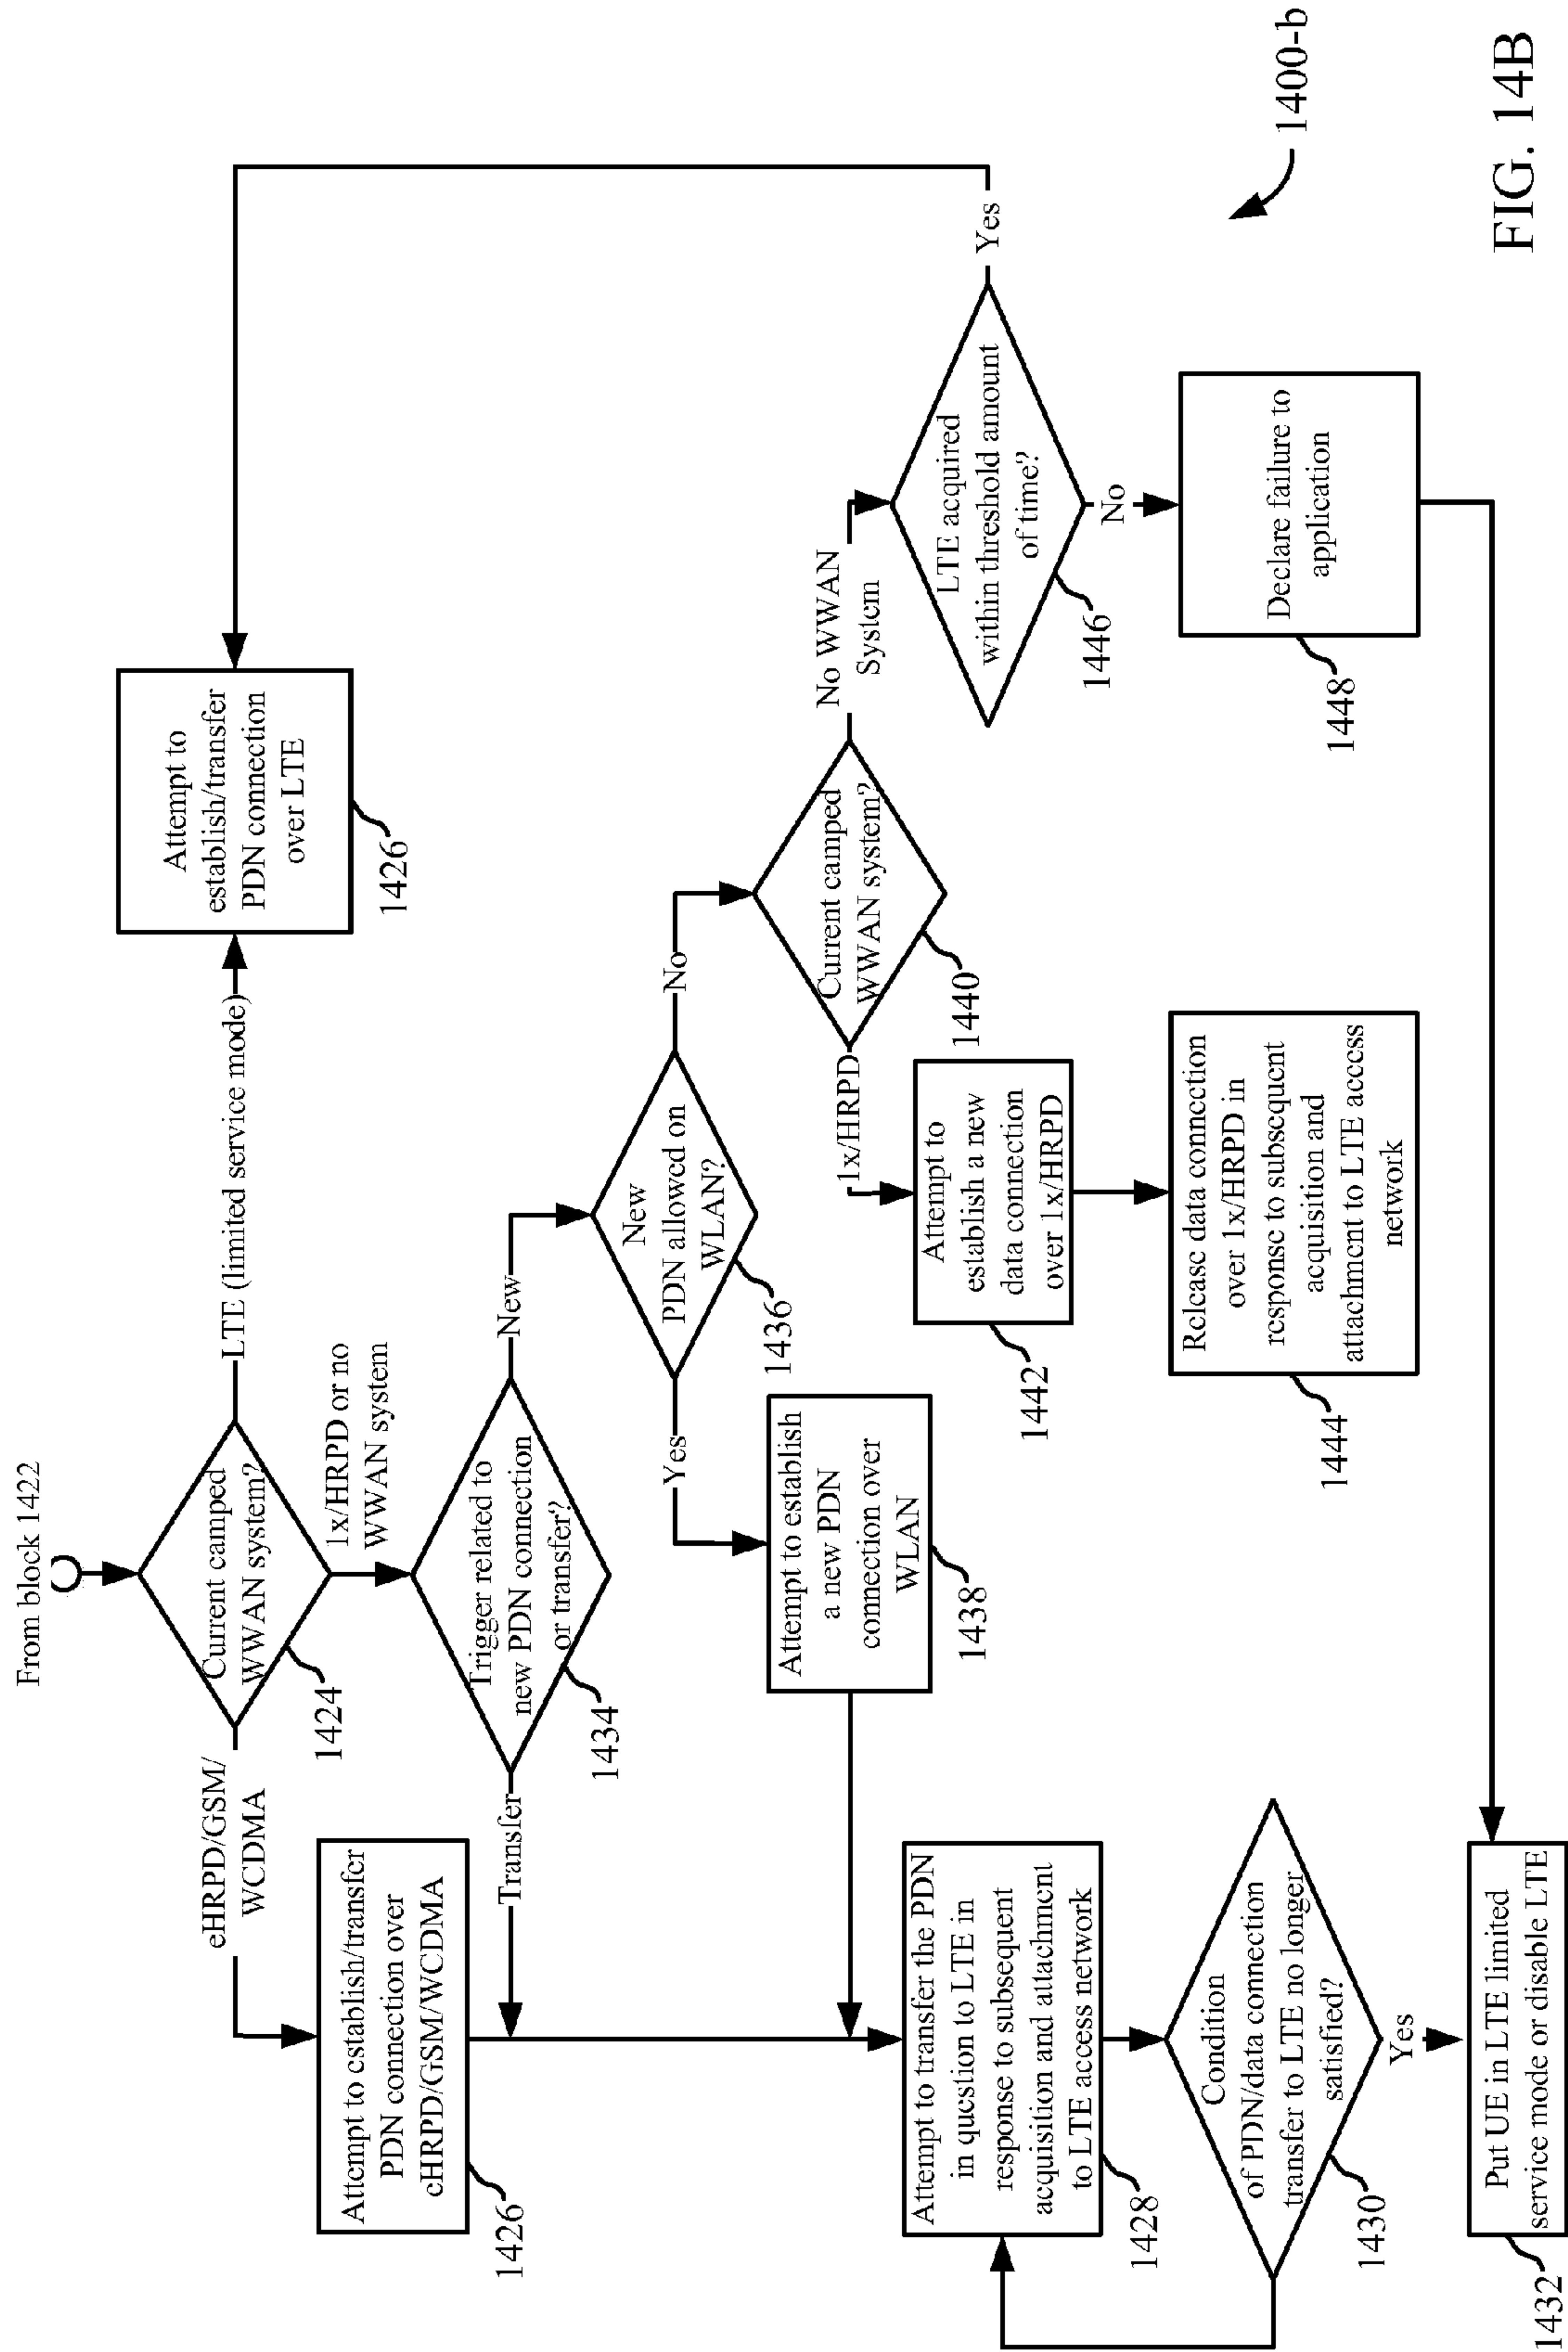 From block 1422
Current camped
WWAN system?
1424
eHRPD/GSM/
WCDMA
LTE (limited service mode)
1x/HRPD or no
WWAN system
Attempt to
establish/transfer
PDN connection
over LTE
1426
Attempt to establish/transfer
PDN connection over
eHRPD/GSM/WCDMA
1426
Trigger related to
new PDN connection
or transfer?
1434
Transfer
New
New
PDN allowed on
WLAN?
1436
Yes
No
Attempt to establish
a new PDN
connection over
WLAN
1438
Current camped
WWAN system?
1440
1x/HRPD
No WWAN
System
Attempt to
establish a new
data connection
over 1x/HRPD
1442
Release data connection
over 1x/HRPD in
response to subsequent
acquisition and
attachment to LTE access
network
1444
LTE acquired
within threshold amount
of time?
1446
Yes
No
Declare failure to
application
1448
Attempt to transfer the PDN
in question to LTE in
response to subsequent
acquisition and attachment
to LTE access network
1428
Condition
of PDN/data connection
transfer to LTE no longer
satisfied?
1430
Yes
Put UE in LTE limited
service mode or disable LTE
1432
1400-b
FIG. 14B